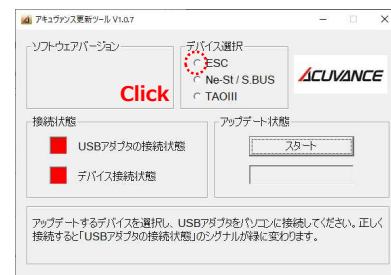 アキュヴァンス更新ツール V1.0.7
ソフトウェアバージョン
デバイス選択
ESC
Ne-St / S.BUS
TAOIII
ACUVANCE
Click
接続状態
USBアダプタの接続状態
デバイス接続状態
アップデート状態
スタート
アップデートするデバイスを選択し、USBアダプタをパソコンに接続してください。正しく
接続すると「USBアダプタの接続状態」のシグナルが緑に変わります。